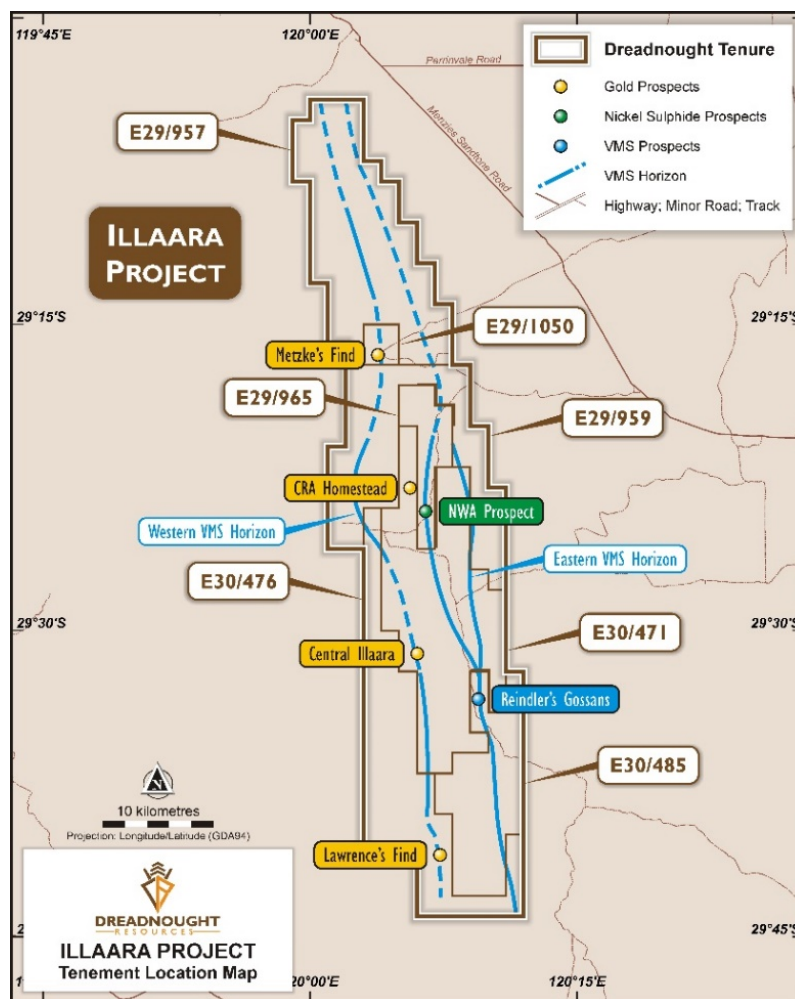 119°45'E
120°00'E
Dreadnought Tenure
Gold Prospects
Nickel Sulphide Prospects
VMS Prospects
VMS Horizon
Highway; Minor Road; Track
Perrinvale Road
Menzies Sandstone Road
E29/957
ILLAARA
PROJECT
29°15'S
29°15'S
E29/1050
Metzke's Find
E29/965
E29/959
CRA Homestead
NWA Prospect
Western VMS Horizon
Eastern VMS Horizon
E30/476
29°30'S
29°30'S
E30/471
Central Illaara
Reindler's Gossans
E30/485
N
10 kilometres
Projection: Longitude/Latitude (GDA94)
Lawrence's Find
DREADNOUGHT
RESOURCES
ILLAARA PROJECT
Tenement Location Map
29°45'S
120°00'E
120°15'E